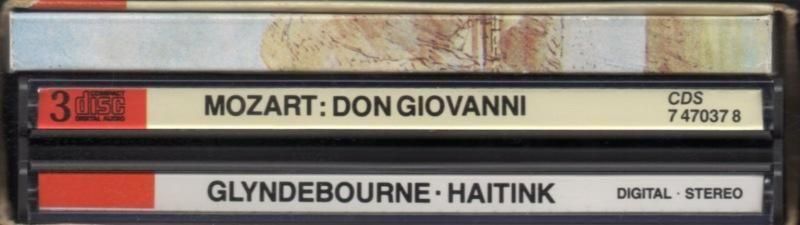 3 COMPACT disc DIGITAL AUDIO MOZART: DON GIOVANNI CDS
7 47037 8
GLYNDEBOURNE · HAITINK DIGITAL · STEREO